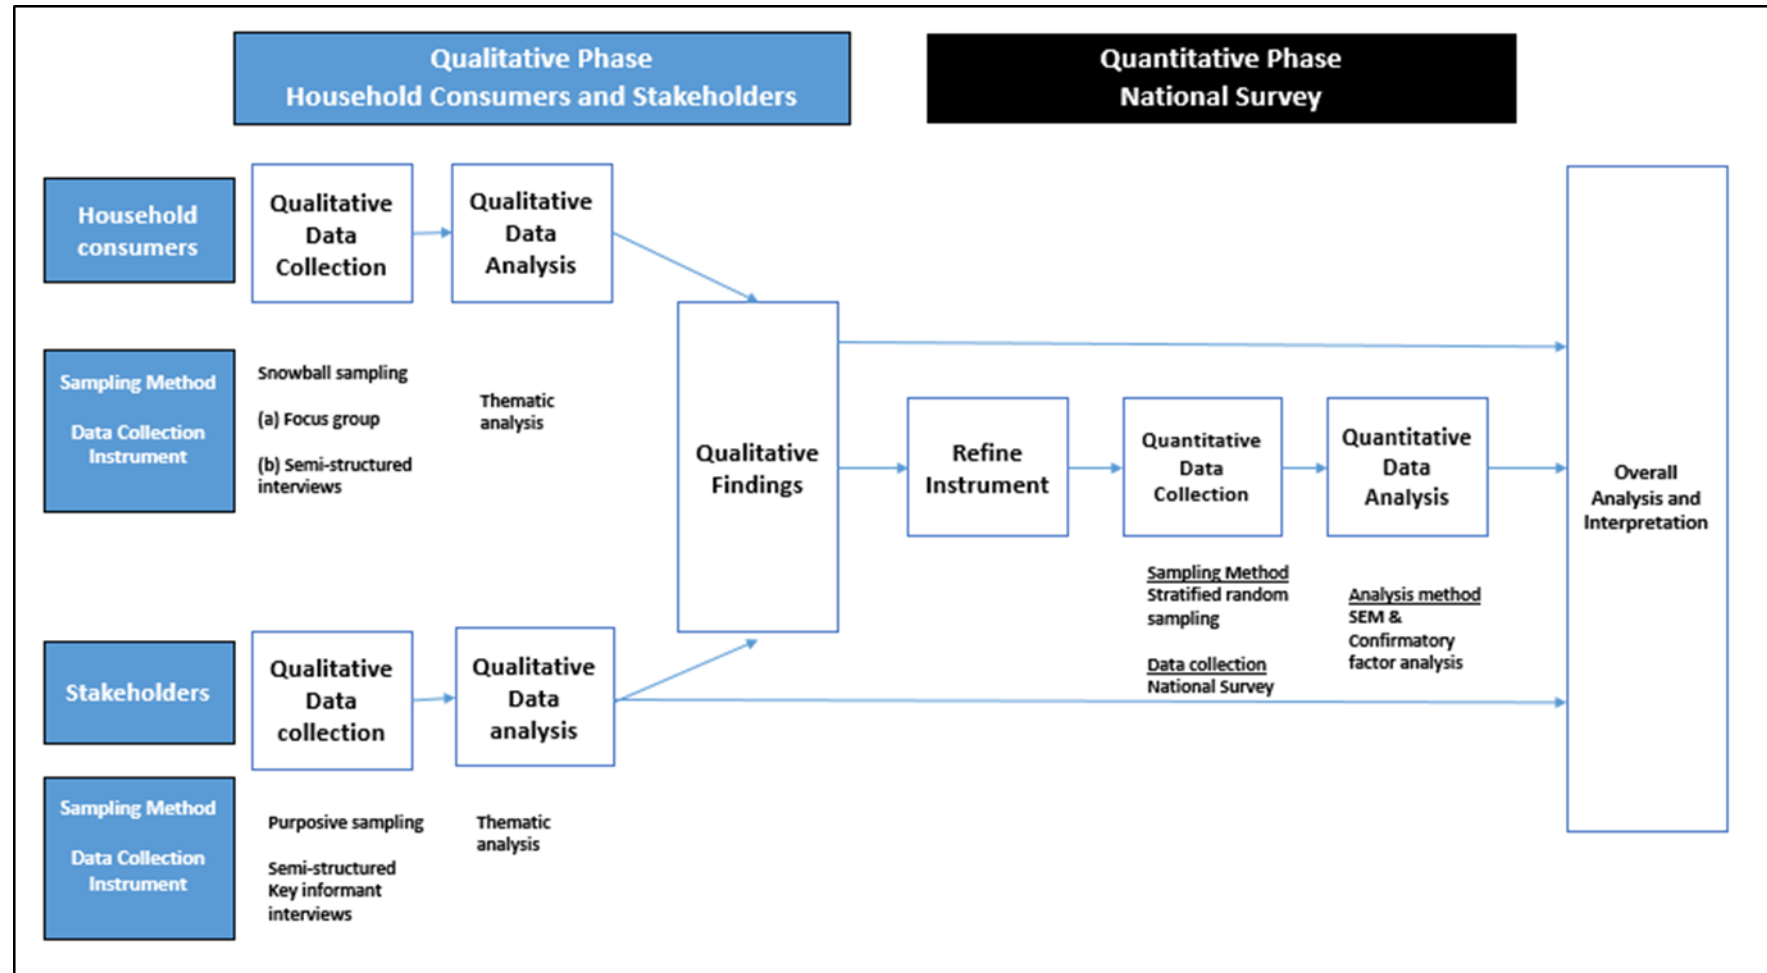 Qualitative Phase
Household Consumers and Stakeholders
Quantitative Phase
National Survey
Household
consumers
Qualitative
Data
Collection
Qualitative
Data
Analysis
Sampling Method
Data Collection
Instrument
Snowball sampling
(a) Focus group
(b) Semi-structured
interviews
Thematic
analysis
Qualitative
Findings
Refine
Instrument
Quantitative
Data
Collection
Quantitative
Data
Analysis
Overall
Analysis and
Interpretation
Sampling Method
Stratified random
sampling
Data collection
National Survey
Analysis method
SEM &
Confirmatory
factor analysis
Stakeholders
Qualitative
Data
collection
Qualitative
Data
analysis
Sampling Method
Data Collection
Instrument
Purposive sampling
Semi-structured
Key informant
interviews
Thematic
analysis